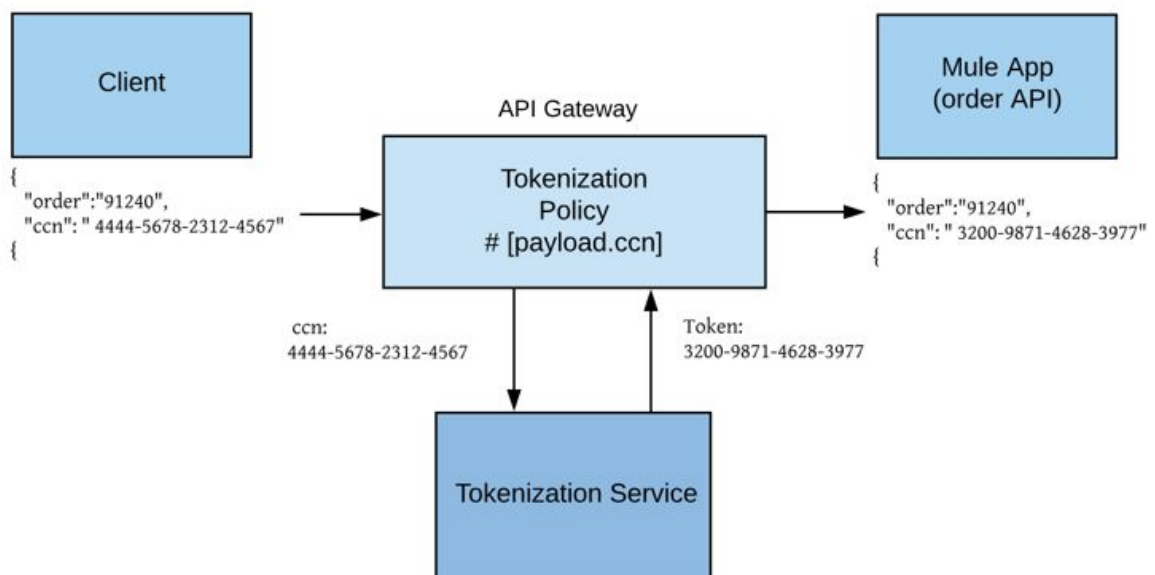 Client
Mule App
(order API)
API Gateway
{
"order":"91240",
"ccn": " 4444-5678-2312-4567"
{
Tokenization
Policy
# [payload.ccn]
{
"order":"91240",
"ccn": " 3200-9871-4628-3977"
{
ccn:
4444-5678-2312-4567
Token:
3200-9871-4628-3977
Tokenization Service